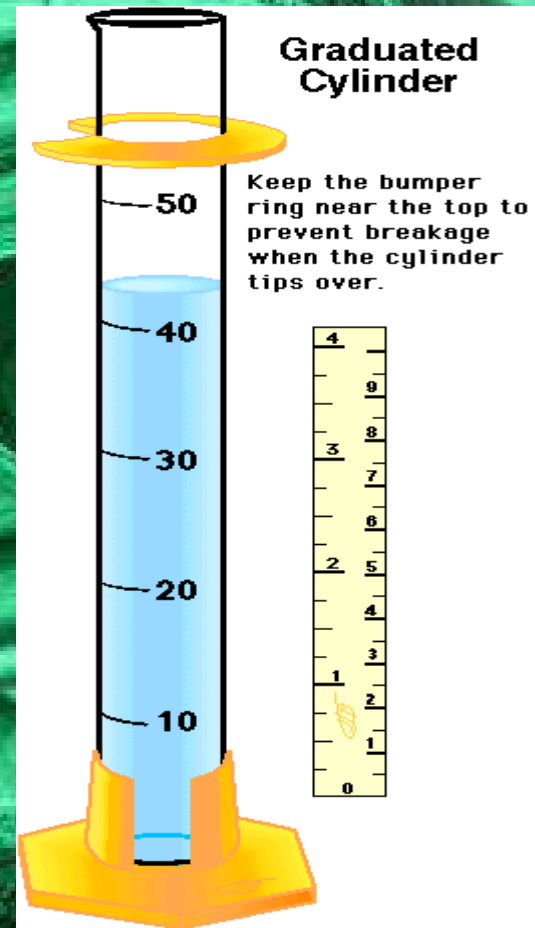 Graduated
Cylinder
Keep the bumper
ring near the top to
prevent breakage
when the cylinder
tips over.
50
40
30
20
10
4
3
2
1
9
8
7
6
5
4
3
2
1
0